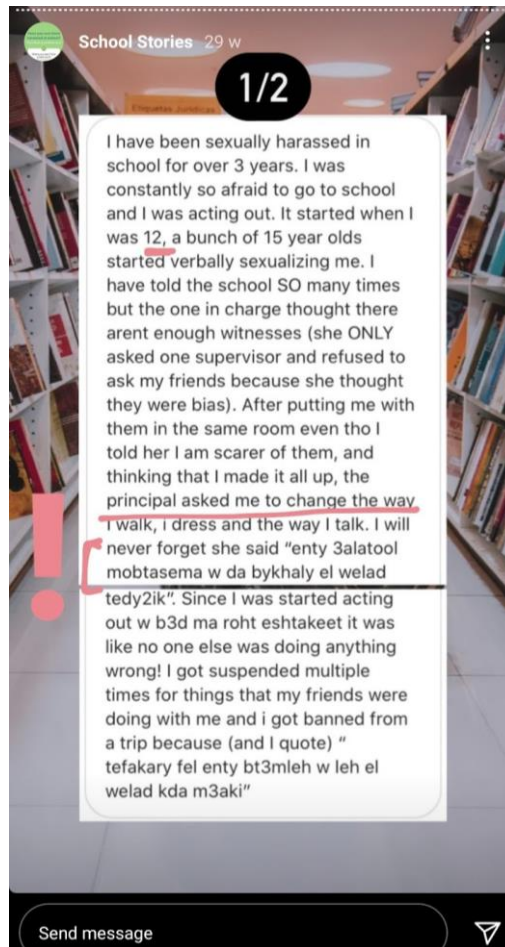 School Stories 29 w
1/2
Etiquetas Jurídicas
I have been sexually harassed in
school for over 3 years. I was
constantly so afraid to go to school
and I was acting out. It started when I
was 12, a bunch of 15 year olds
started verbally sexualizing me. I
have told the school SO many times
but the one in charge thought there
arent enough witnesses (she ONLY
asked one supervisor and refused to
ask my friends because she thought
they were bias). After putting me with
them in the same room even tho I
told her I am scarer of them, and
thinking that I made it all up, the
principal asked me to change the way
I walk, i dress and the way I talk. I will
never forget she said “enty 3alatool
mobtasema w da bykhaly el welad
tedy2ik”. Since I was started acting
out w b3d ma roht eshtakeet it was
like no one else was doing anything
wrong! I got suspended multiple
times for things that my friends were
doing with me and i got banned from
a trip because (and I quote) “
tefakary fel enty bt3mleh w leh el
welad kda m3aki”
!
Send message